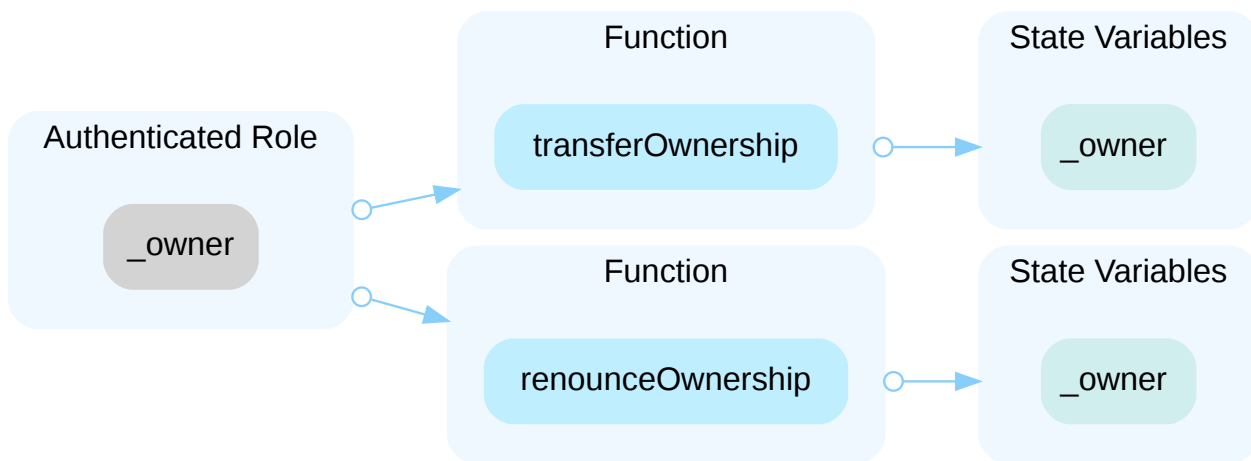 Authenticated Role
_owner
Function
transferOwnership
State Variables
_owner
Function
renounceOwnership
State Variables
_owner